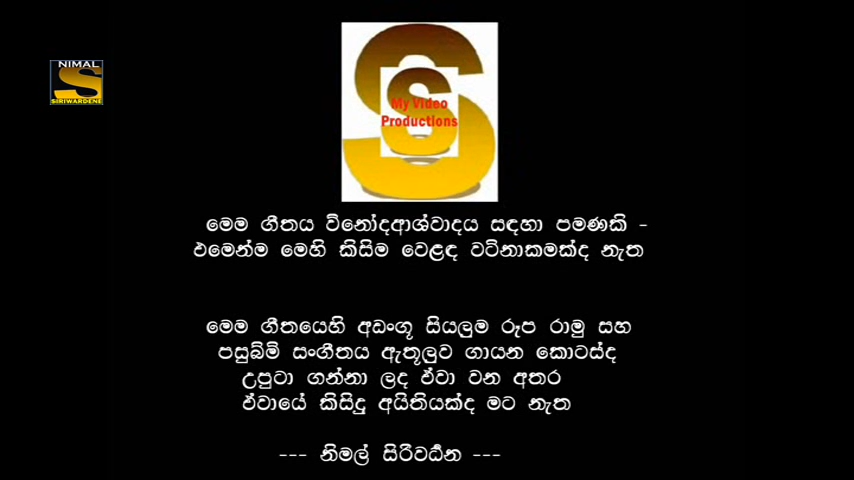 NIMAL
SIRIWARDENE
My Video
Productions
මෙම ගීතය විනෝදආශ්වාදය සඳහා පමණකි -
එමෙන්ම මෙහි කිසිම වෙළඳ වටිනාකමක්ද නැත
මෙම ගීතයෙහි අඩංගූ සියලුම රූප රාමු සහ
පසුබිම් සංගීතය ඇතූලුව ගායන කොටස්ද
උපුටා ගන්නා ලද ඒවා වන අතර
ඒවායේ කිසිදු අයිතියක්ද මට නැත
--- නිමල් සිරිවර්ධන ---